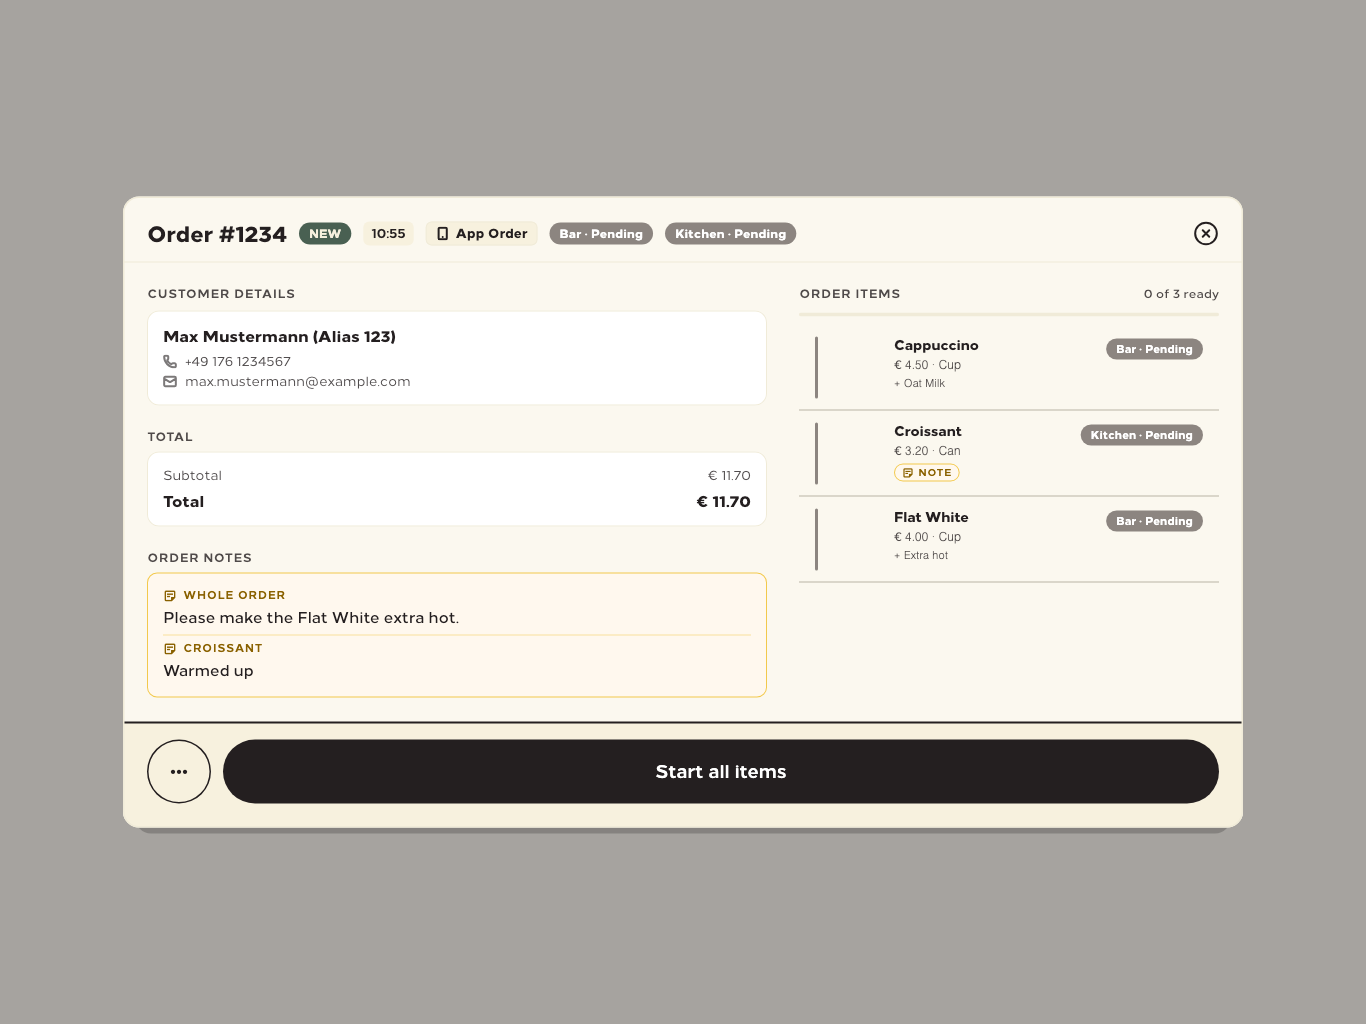 Order #1234 NEW 10:55 App Order Bar · Pending Kitchen · Pending
CUSTOMER DETAILS
Max Mustermann (Alias 123)
+49 176 1234567
max.mustermann@example.com
TOTAL
Subtotal € 11.70
Total € 11.70
ORDER NOTES
WHOLE ORDER
Please make the Flat White extra hot.
CROISSANT
Warmed up
ORDER ITEMS 0 of 3 ready
Cappuccino Bar · Pending
€ 4.50 · Cup
+ Oat Milk
Croissant Kitchen · Pending
€ 3.20 · Can
NOTE
Flat White Bar · Pending
€ 4.00 · Cup
+ Extra hot
Start all items